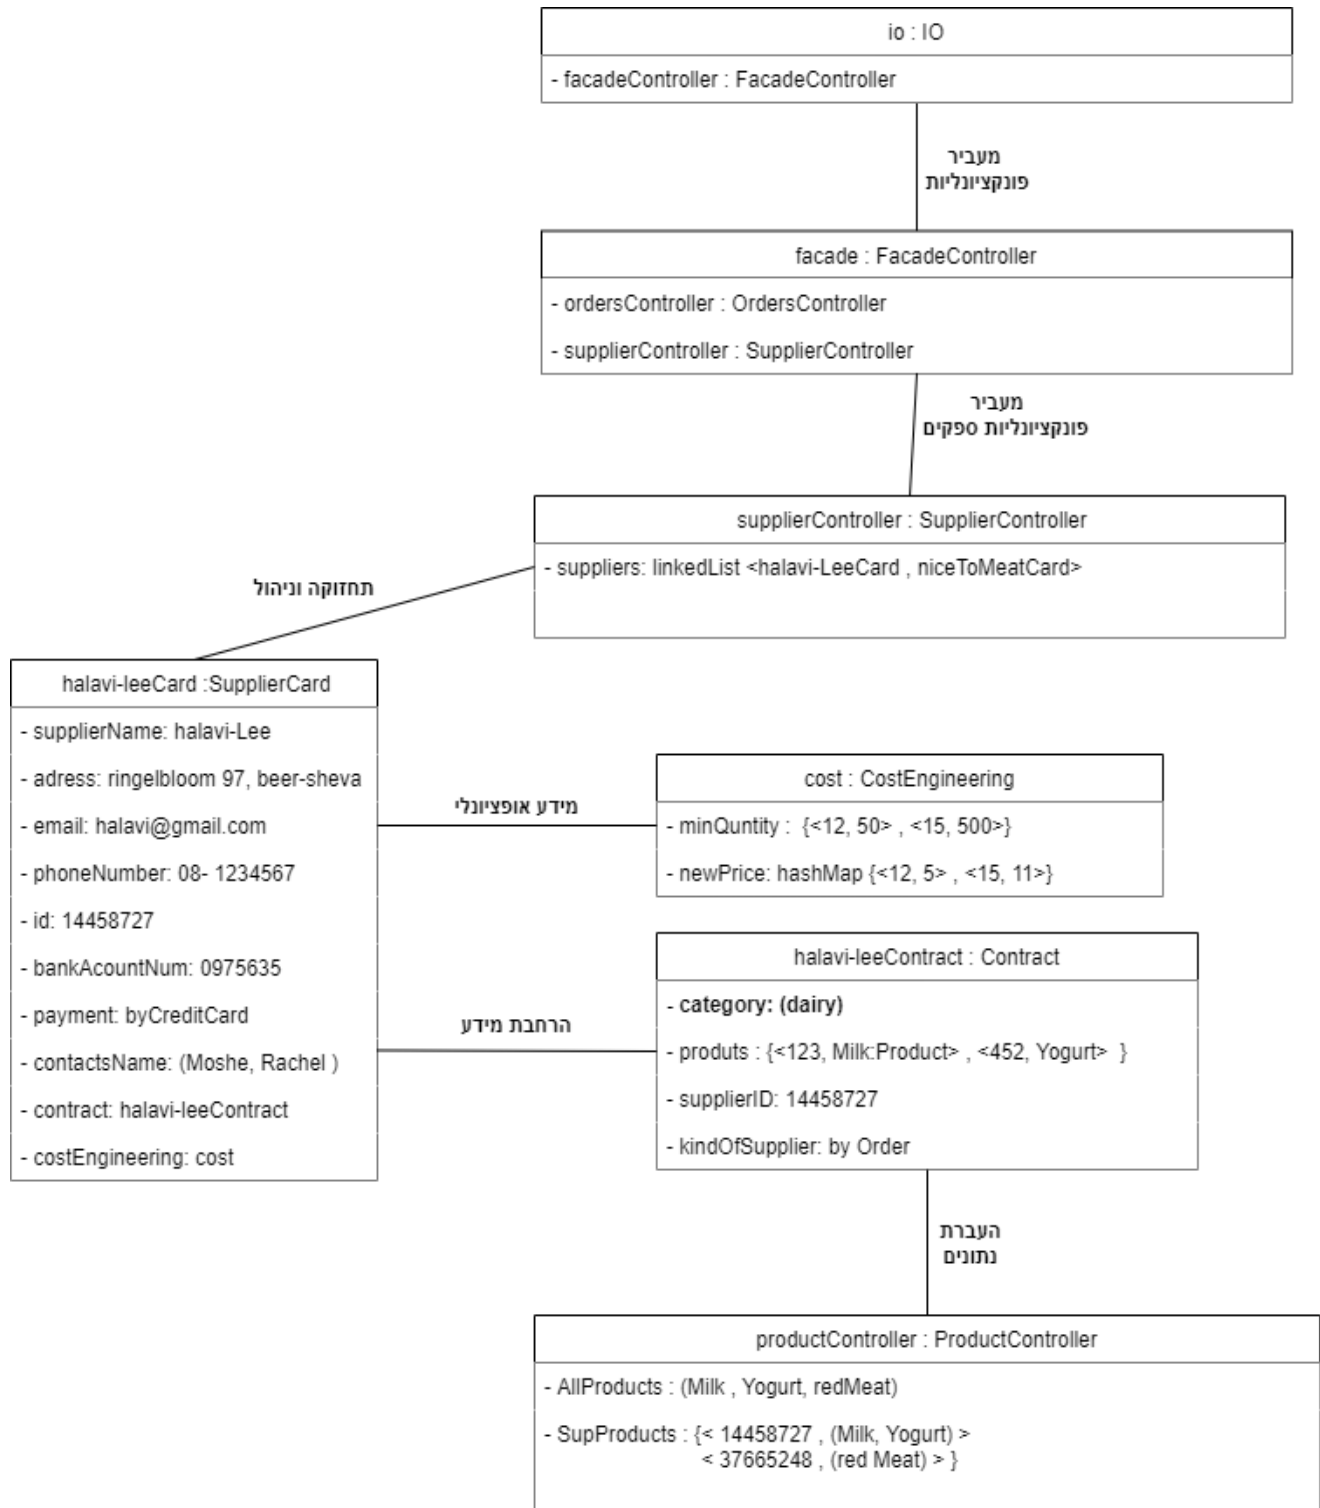 io : IO
- facadeController : FacadeController
מעביר
פונקציונליות
facade : FacadeController
- ordersController : OrdersController
- supplierController : SupplierController
מעביר
פונקציונליות ספקים
supplierController : SupplierController
- suppliers: linkedList <halavi-LeeCard , niceToMeatCard>
תחזוקה וניהול
halavi-leeCard :SupplierCard
- supplierName: halavi-Lee
- adress: ringelbloom 97, beer-sheva
- email: halavi@gmail.com
- phoneNumber: 08- 1234567
- id: 14458727
- bankAcountNum: 0975635
- payment: byCreditCard
- contactsName: (Moshe, Rachel )
- contract: halavi-leeContract
- costEngineering: cost
מידע אופציונלי
cost : CostEngineering
- minQuntity :  {<12, 50> , <15, 500>}
- newPrice: hashMap {<12, 5> , <15, 11>}
הרחבת מידע
halavi-leeContract : Contract
- category: (dairy)
- produts : {<123, Milk:Product> , <452, Yogurt>  }
- supplierID: 14458727
- kindOfSupplier: by Order
העברת
נתונים
productController : ProductController
- AllProducts : (Milk , Yogurt, redMeat)
- SupProducts : {< 14458727 , (Milk, Yogurt) >
< 37665248 , (red Meat) > }